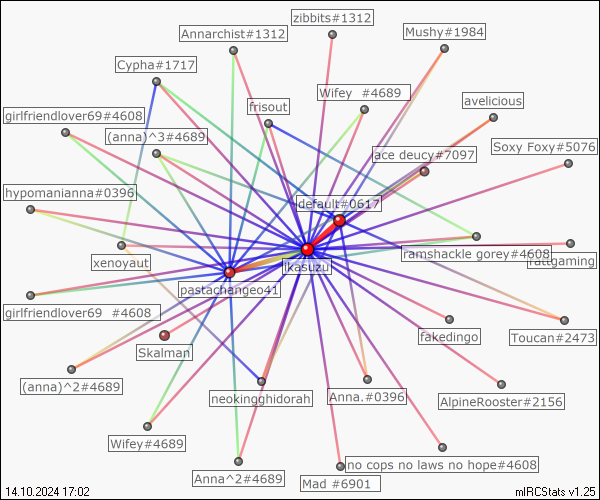 zibbits#1312
Annarchist#1312
Mushy#1984
Cypha#1717
Wifey  #4689
avelicious
frisout
girlfriendlover69#4608
(anna)^3#4689
Soxy Foxy#5076
ace deucy#7097
hypomanianna#0396
default#0617
ramshackle gorey#4608
rattgaming
xenoyaut
ikasuzu
pastachangeo41
girlfriendlover69  #4608
Toucan#2473
fakedingo
Skalman
(anna)^2#4689
neokingghidorah
Anna.#0396
AlpineRooster#2156
Wifey#4689
no cops no laws no hope#4608
Anna^2#4689
Mad #6901
14.10.2024 17:02
mIRCStats v1.25